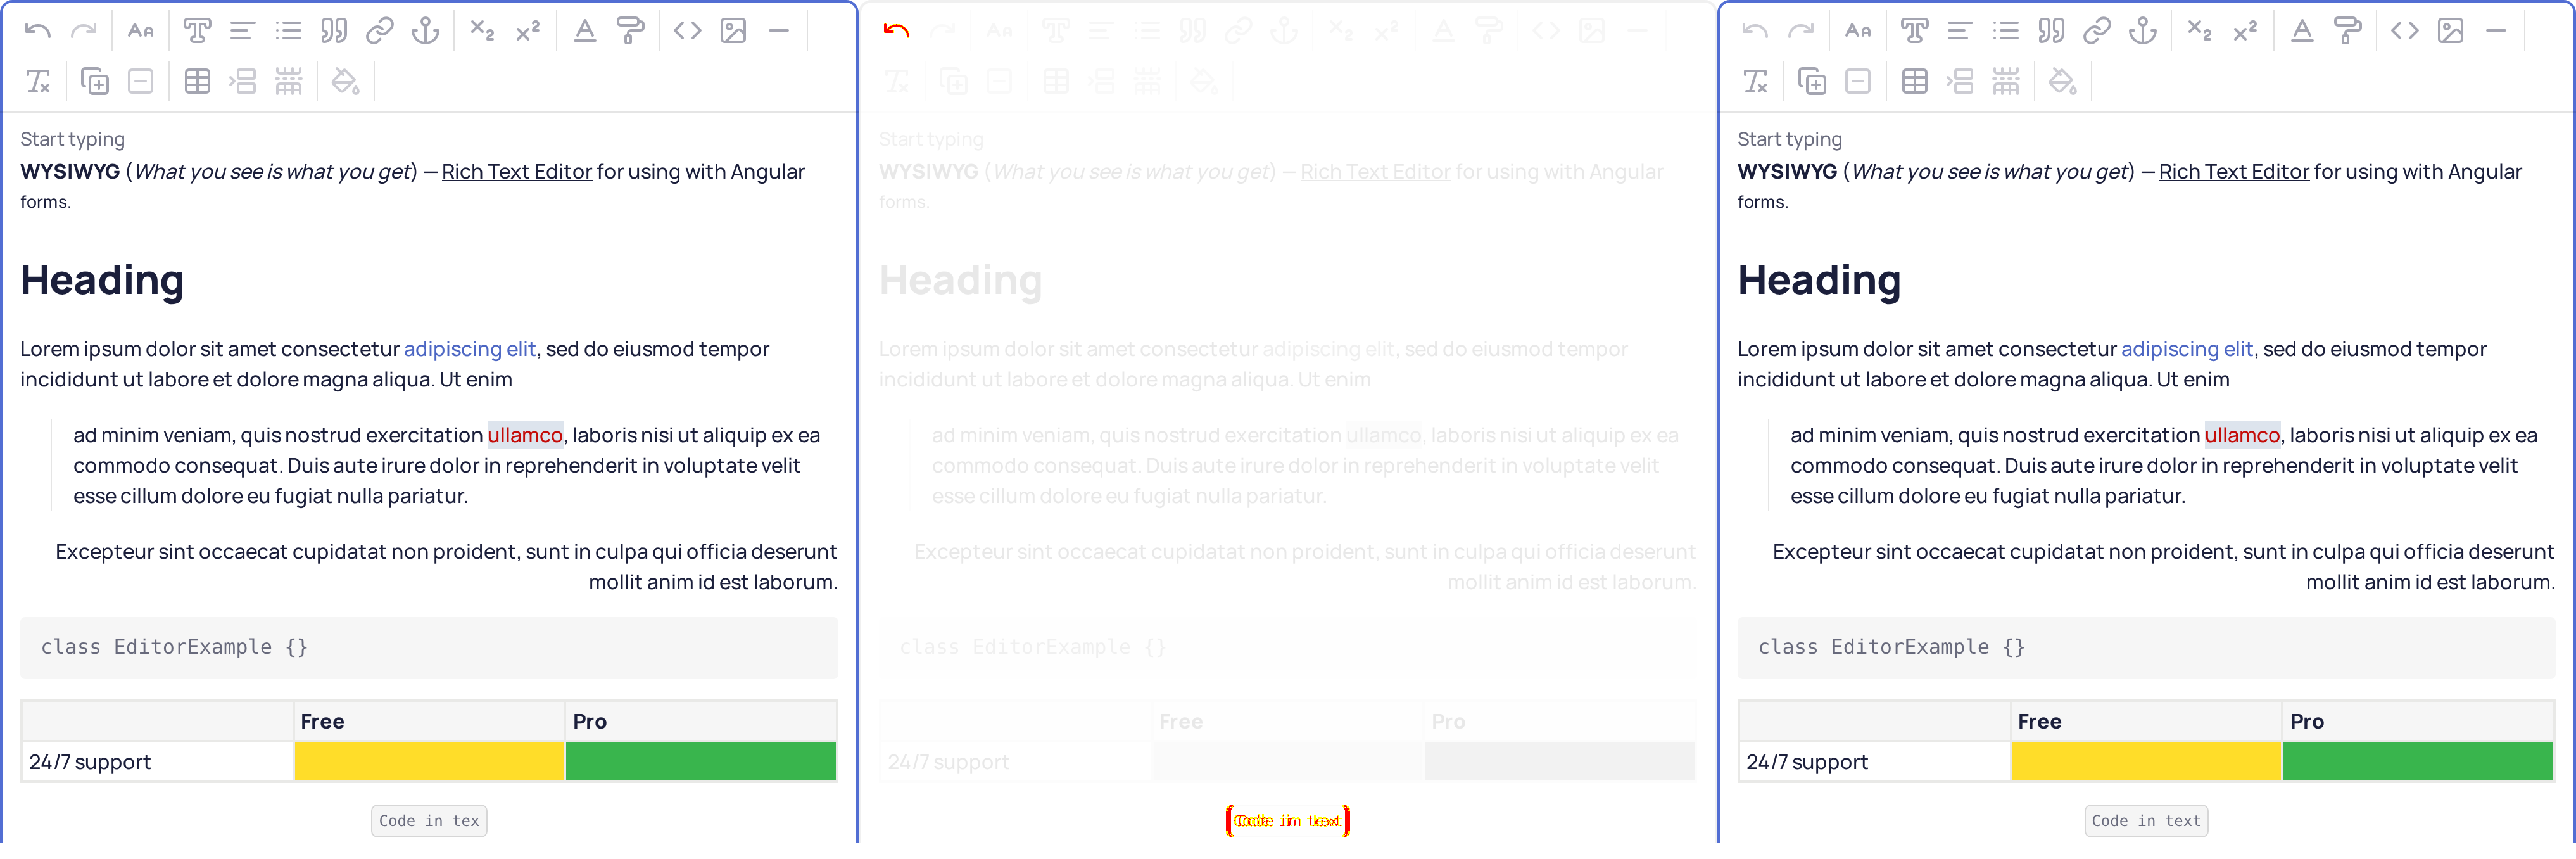 Start typing
WYSIWYG (What you see is what you get) — Rich Text Editor for using with Angular
forms.
Heading
Lorem ipsum dolor sit amet consectetur adipiscing elit, sed do eiusmod tempor
incididunt ut labore et dolore magna aliqua. Ut enim
ad minim veniam, quis nostrud exercitation ullamco, laboris nisi ut aliquip ex ea
commodo consequat. Duis aute irure dolor in reprehenderit in voluptate velit
esse cillum dolore eu fugiat nulla pariatur.
Excepteur sint occaecat cupidatat non proident, sunt in culpa qui officia deserunt
mollit anim id est laborum.
class EditorExample {}
Free Pro
24/7 support
Code in tex
Start typing
WYSIWYG (What you see is what you get) — Rich Text Editor for using with Angular
forms.
Heading
Lorem ipsum dolor sit amet consectetur adipiscing elit, sed do eiusmod tempor
incididunt ut labore et dolore magna aliqua. Ut enim
ad minim veniam, quis nostrud exercitation ullamco, laboris nisi ut aliquip ex ea
commodo consequat. Duis aute irure dolor in reprehenderit in voluptate velit
esse cillum dolore eu fugiat nulla pariatur.
Excepteur sint occaecat cupidatat non proident, sunt in culpa qui officia deserunt
mollit anim id est laborum.
class EditorExample {}
Free Pro
24/7 support
Start typing
WYSIWYG (What you see is what you get) — Rich Text Editor for using with Angular
forms.
Heading
Lorem ipsum dolor sit amet consectetur adipiscing elit, sed do eiusmod tempor
incididunt ut labore et dolore magna aliqua. Ut enim
ad minim veniam, quis nostrud exercitation ullamco, laboris nisi ut aliquip ex ea
commodo consequat. Duis aute irure dolor in reprehenderit in voluptate velit
esse cillum dolore eu fugiat nulla pariatur.
Excepteur sint occaecat cupidatat non proident, sunt in culpa qui officia deserunt
mollit anim id est laborum.
class EditorExample {}
Free Pro
24/7 support
Code in text